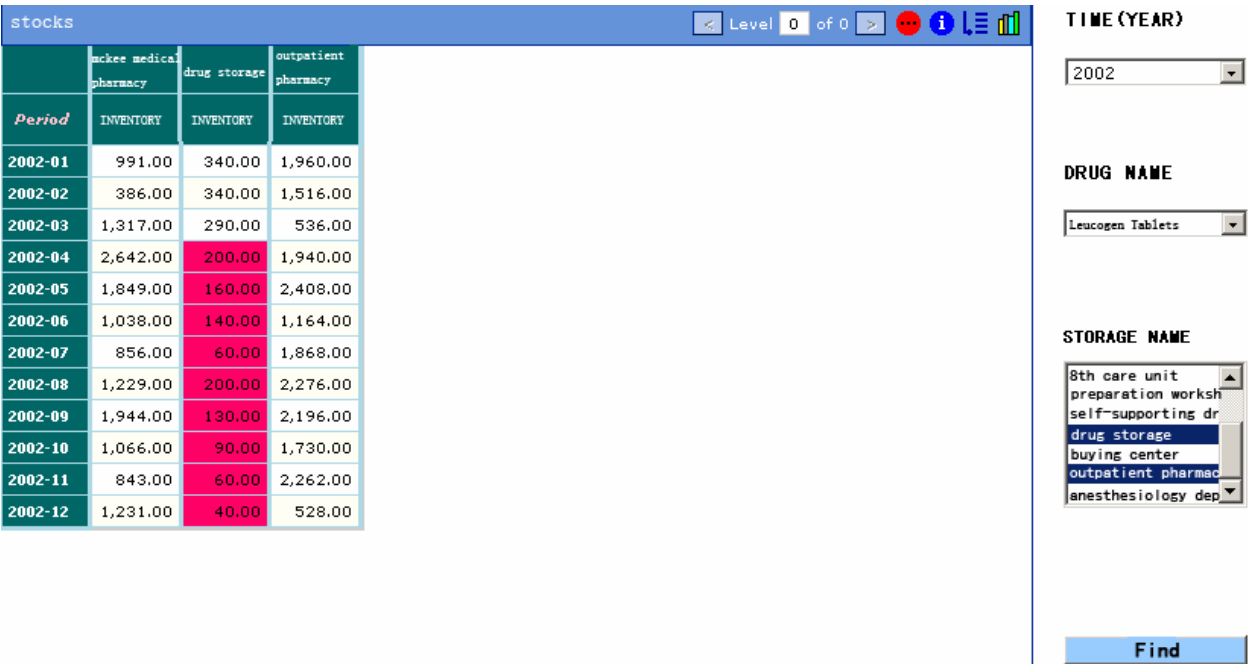 stocks
< Level 0 of 0 >
mckee medical pharmacy drug storage outpatient pharmacy
Period INVENTORY INVENTORY INVENTORY
2002-01 991.00 340.00 1,960.00
2002-02 386.00 340.00 1,516.00
2002-03 1,317.00 290.00 536.00
2002-04 2,642.00 200.00 1,940.00
2002-05 1,849.00 160.00 2,408.00
2002-06 1,038.00 140.00 1,164.00
2002-07 856.00 60.00 1,868.00
2002-08 1,229.00 200.00 2,276.00
2002-09 1,944.00 130.00 2,196.00
2002-10 1,066.00 90.00 1,730.00
2002-11 843.00 60.00 2,262.00
2002-12 1,231.00 40.00 528.00
TIME(YEAR)
2002
DRUG NAME
Leucogen Tablets
STORAGE NAME
8th care unit
preparation worksh
self-supporting dr
drug storage
buying center
outpatient pharmac
anesthesiology dep
Find